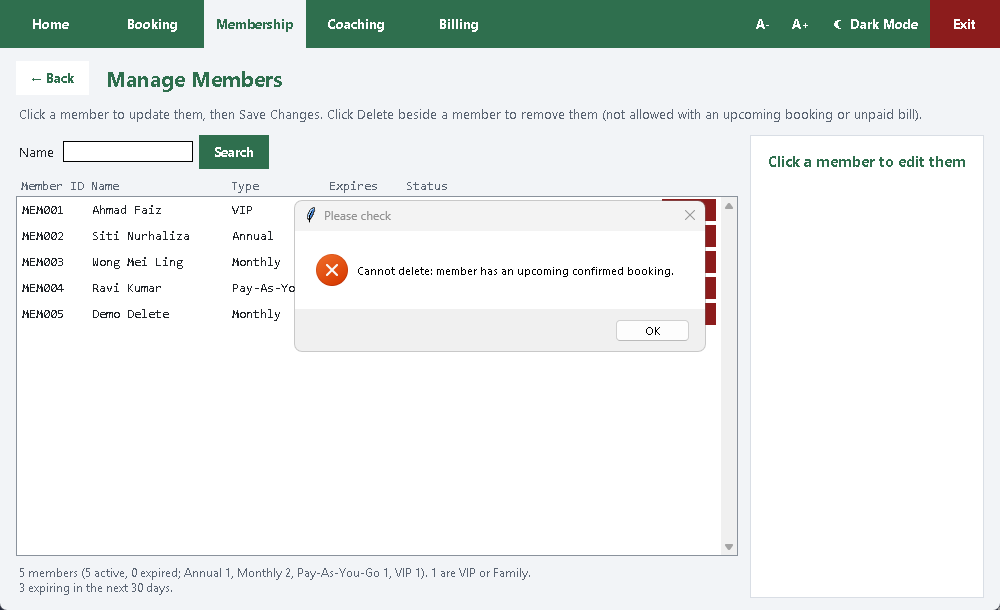 Home Booking Membership Coaching Billing A- A+ ☾ Dark Mode Exit
← Back Manage Members
Click a member to update them, then Save Changes. Click Delete beside a member to remove them (not allowed with an upcoming booking or unpaid bill).
Name Search
Click a member to edit them
Member ID Name Type Expires Status
MEM001 Ahmad Faiz VIP
MEM002 Siti Nurhaliza Annual
MEM003 Wong Mei Ling Monthly
MEM004 Ravi Kumar Pay-As-Yo
MEM005 Demo Delete Monthly
Please check
Cannot delete: member has an upcoming confirmed booking.
OK
5 members (5 active, 0 expired; Annual 1, Monthly 2, Pay-As-You-Go 1, VIP 1). 1 are VIP or Family.
3 expiring in the next 30 days.